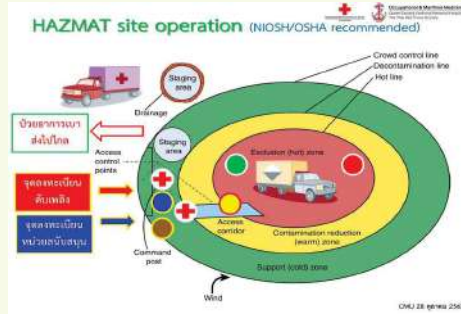 HAZMAT site operation (NIOSH/OSHA recommended)
Occupational & Maritime Medicine
Crowd control line
Decontamination line
Hot line
Staging
area
Drainage
ป่วยอาการเบา
ส่งไปไกล
Staging
area
Access
control
points
Exclusion (hot) zone
จุดลงทะเบียน
ดับเพลิง
จุดลงทะเบียน
หน่วยสนับสนุน
Access
corridor
Contamination reduction
(warm) zone
Command
post
Support (cold) zone
Wind